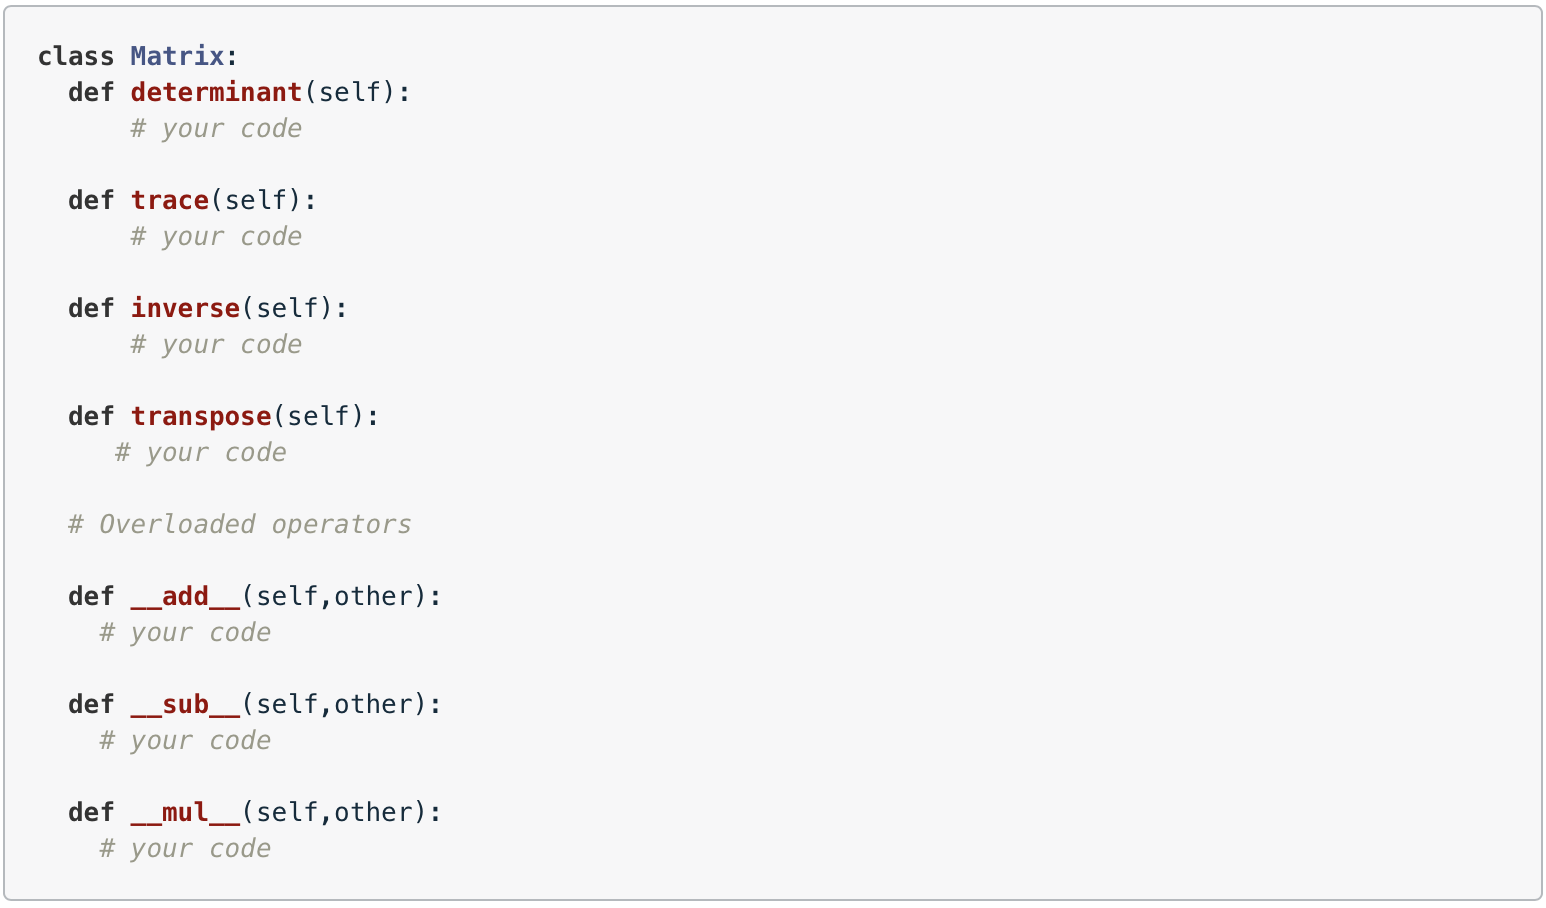 class Matrix:
  def determinant(self):
      # your code

  def trace(self):
      # your code

  def inverse(self):
      # your code

  def transpose(self):
     # your code

  # Overloaded operators

  def __add__(self,other):
    # your code

  def __sub__(self,other):
    # your code

  def __mul__(self,other):
    # your code